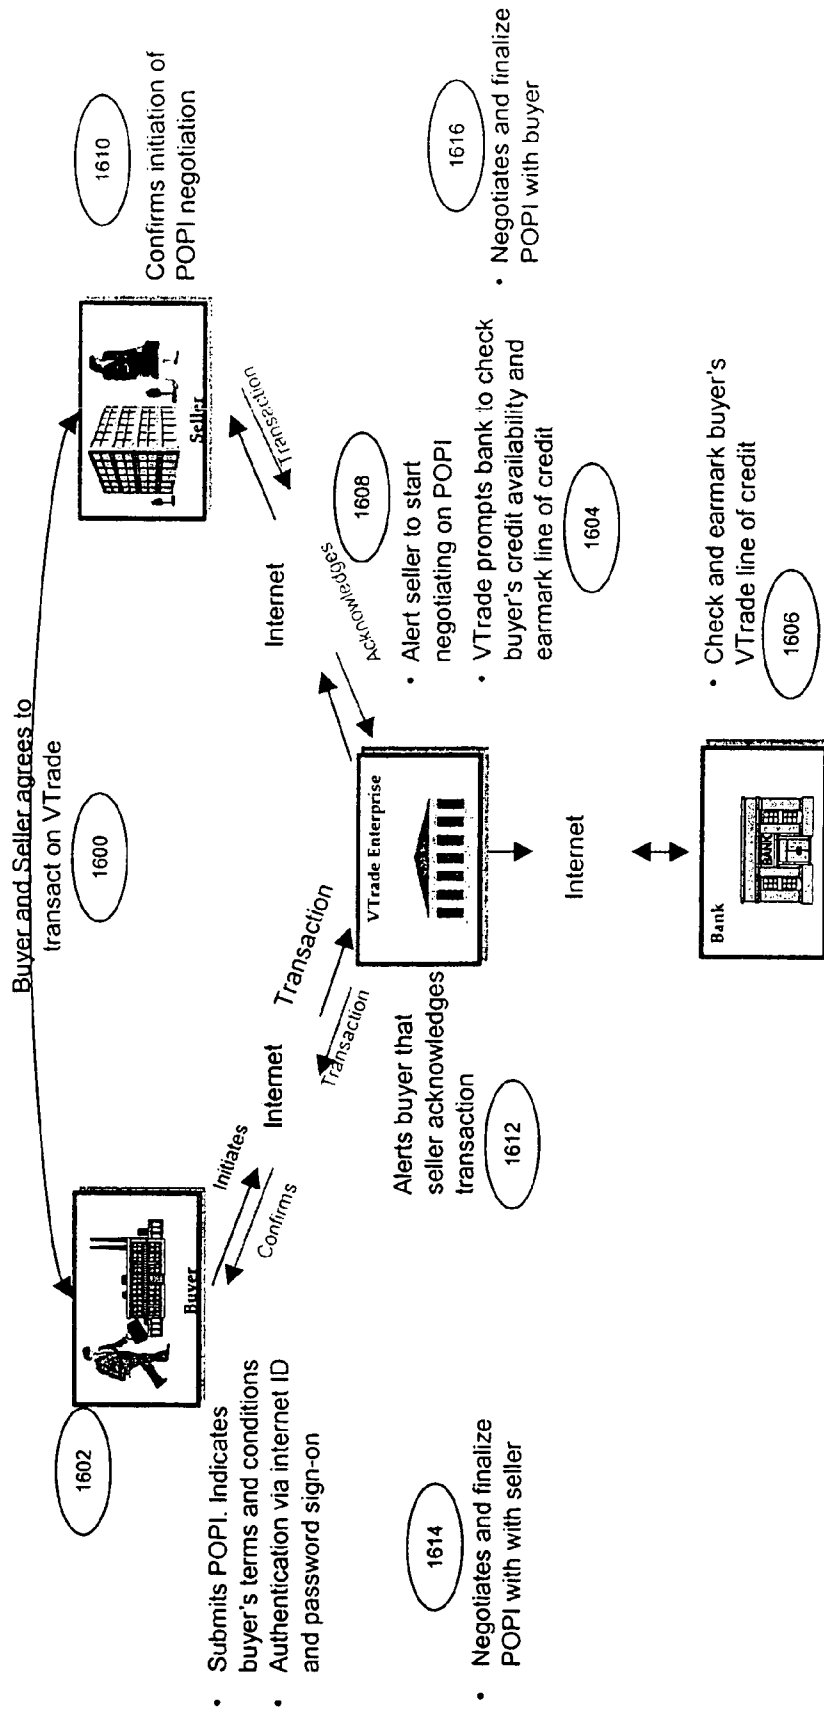 Buyer and Seller agrees to
transact on VTrade
1600
1602
Buyer
• Submits POPI. Indicates
buyer's terms and conditions
• Authentication via internet ID
and password sign-on
Initiates
Confirms
Internet
Transaction
Transaction
1610
Confirms initiation of
POPI negotiation
Seller
Transaction
Internet
Acknowledges
1608
• Alert seller to start
negotiating on POPI
• VTrade prompts bank to check
buyer's credit availability and
earmark line of credit
1604
VTrade Enterprise
Alerts buyer that
seller acknowledges
transaction
1612
1614
• Negotiates and finalize
POPI with with seller
1616
• Negotiates and finalize
POPI with buyer
Internet
Bank
BANK
• Check and earmark buyer's
VTrade line of credit
1606